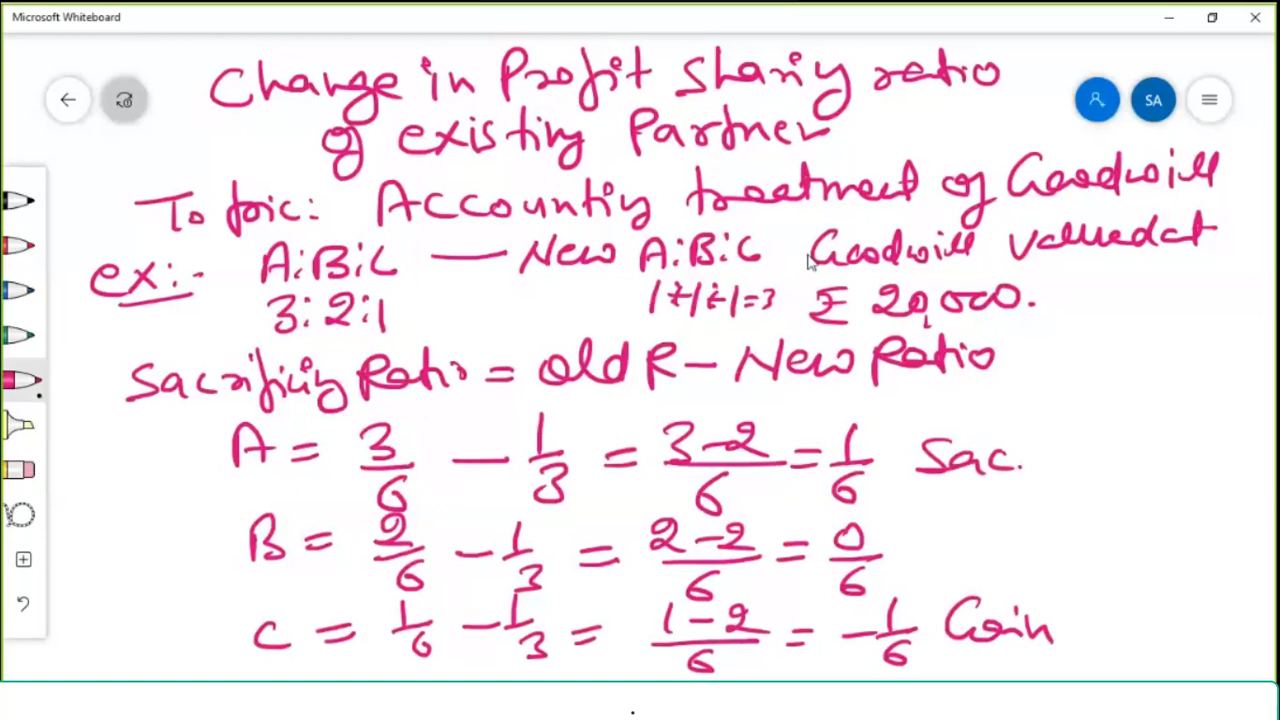 Microsoft Whiteboard
SA
Change in Profit Sharing ratio
of existing Partner
Topic: Accounting treatment of Goodwill
ex:- A:B:C — New A:B:C Goodwill valued at
3:2:1 1+1+1=3 ₹ 20,000.
Sacrificing Ratio = old R - New Ratio
A = 3/6 - 1/3 = 3-2/6 = 1/6 Sac.
B = 2/6 - 1/3 = 2-2/6 = 0/6
C = 1/6 - 1/3 = 1-2/6 = -1/6 Gain